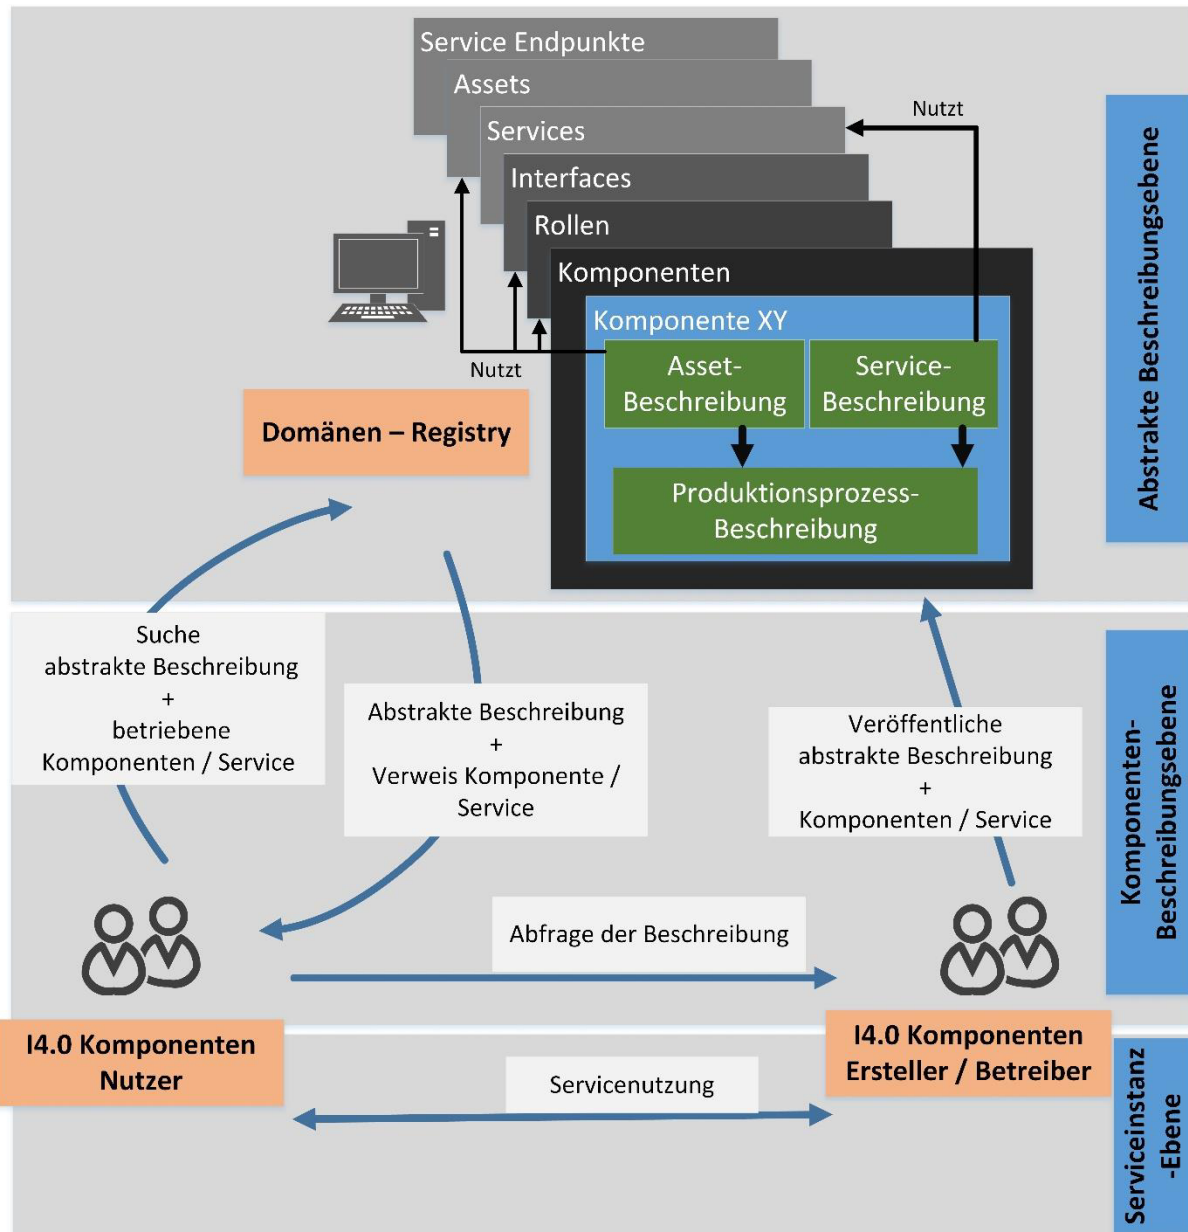 Service Endpunkte
Assets
Services
Interfaces
Rollen
Komponenten
Nutzt
Komponente XY
Asset-
Beschreibung
Service-
Beschreibung
Nutzt
Produktionsprozess-
Beschreibung
Domänen – Registry
Abstrakte Beschreibungsebene
Suche
abstrakte Beschreibung
+
betriebene
Komponenten / Service
Abstrakte Beschreibung
+
Verweis Komponente /
Service
Veröffentliche
abstrakte Beschreibung
+
Komponenten / Service
Komponenten-
Beschreibungsebene
Abfrage der Beschreibung
I4.0 Komponenten
Nutzer
I4.0 Komponenten
Ersteller / Betreiber
Servicenutzung
Serviceinstanz
-Ebene